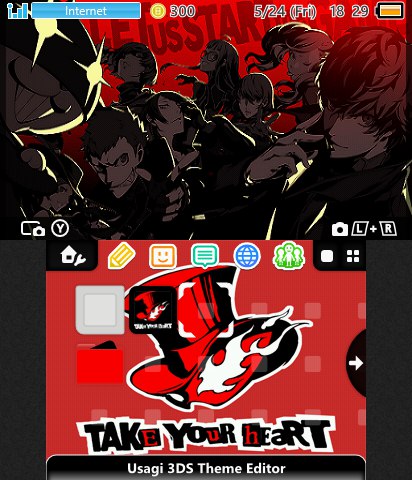 Internet
300
5/24 (Fri)
18 29
Y
L+R
TAKE YOUR HEART
TAKE YOUR HEART
Usagi 3DS Theme Editor